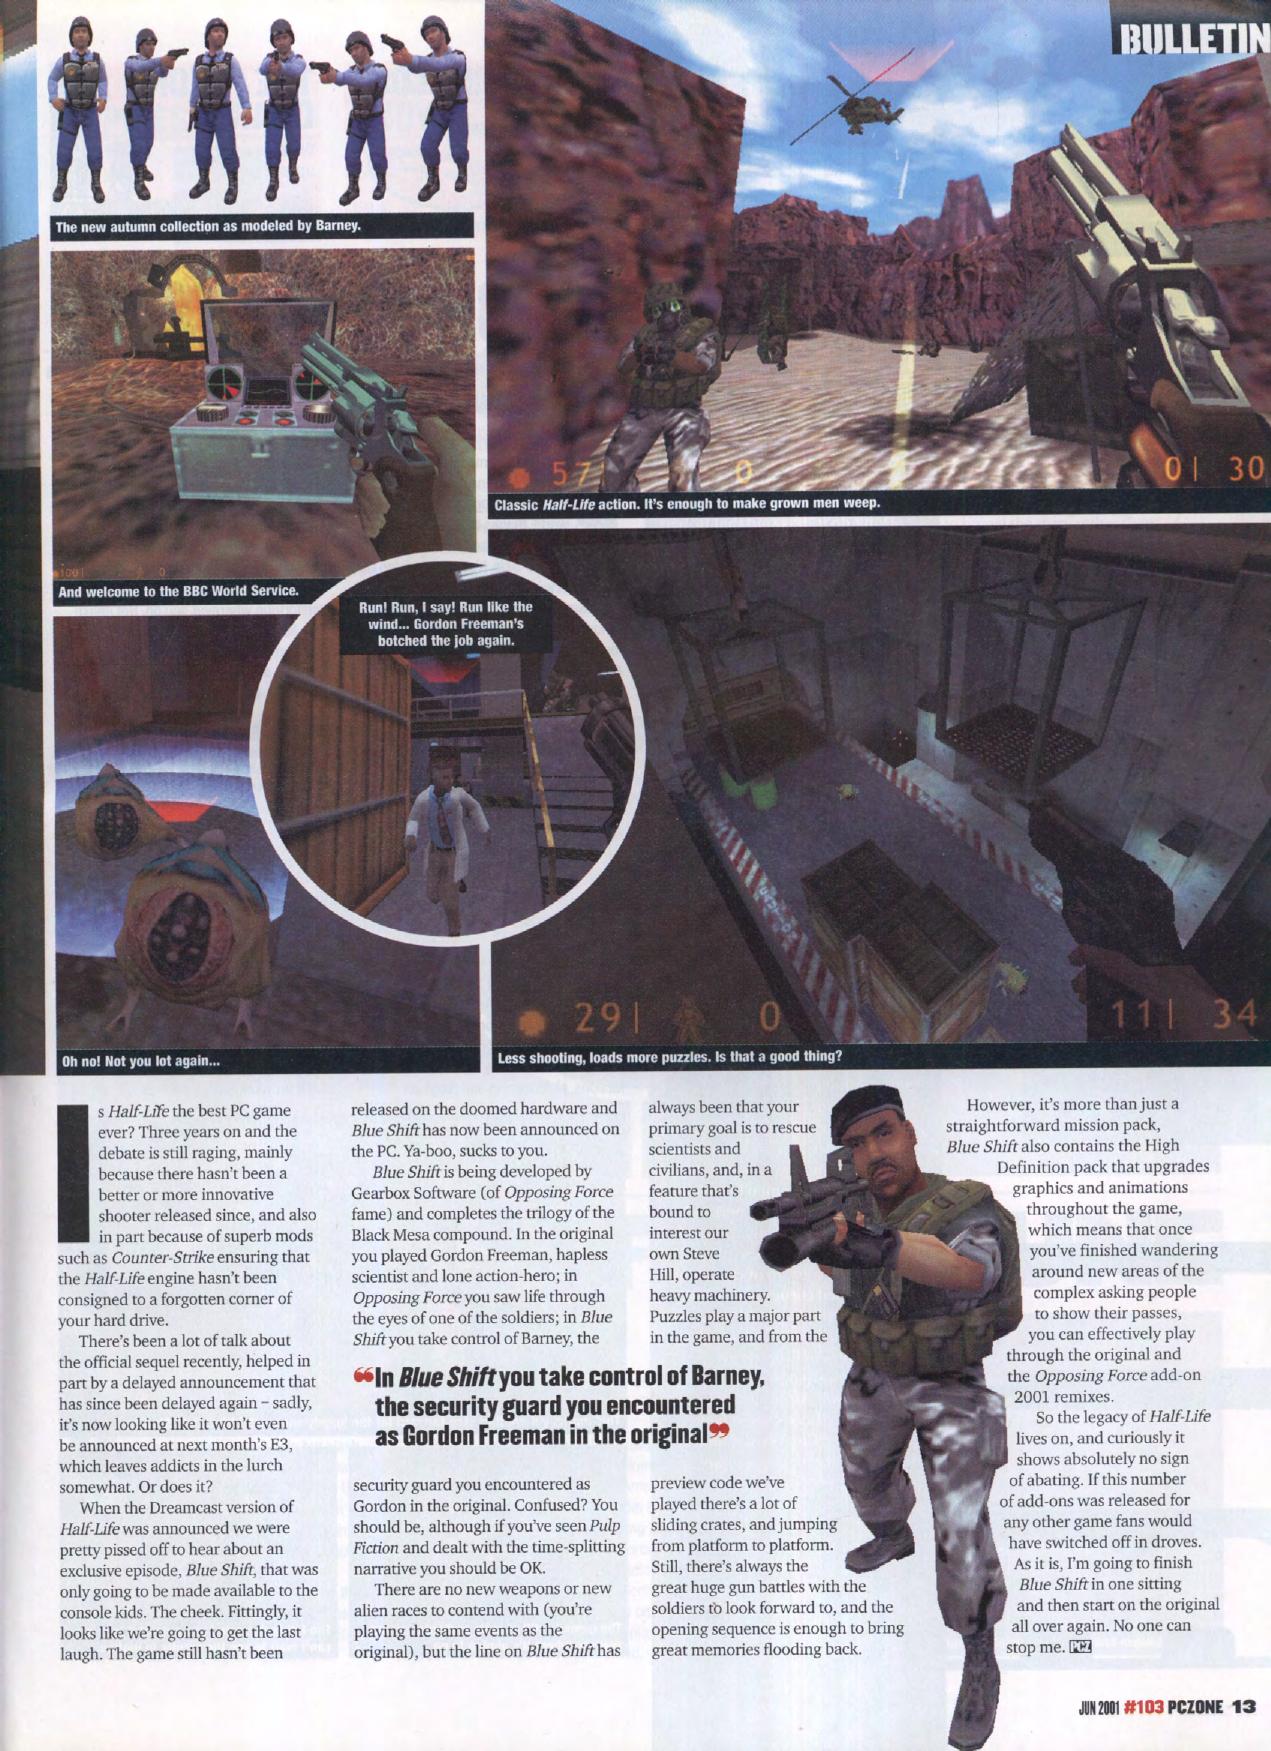 BULLETIN
The new autumn collection as modeled by Barney.
57
0
0| 30
Classic Half-Life action. It's enough to make grown men weep.
100|
0
And welcome to the BBC World Service.
Run! Run, I say! Run like the
wind... Gordon Freeman's
botched the job again.
29|
0
11| 34
Oh no! Not you lot again...
Less shooting, loads more puzzles. Is that a good thing?
Is Half-Life the best PC game
ever? Three years on and the
debate is still raging, mainly
because there hasn't been a
better or more innovative
shooter released since, and also
in part because of superb mods
such as Counter-Strike ensuring that
the Half-Life engine hasn't been
consigned to a forgotten corner of
your hard drive.
There's been a lot of talk about
the official sequel recently, helped in
part by a delayed announcement that
has since been delayed again – sadly,
it's now looking like it won't even
be announced at next month's E3,
which leaves addicts in the lurch
somewhat. Or does it?
When the Dreamcast version of
Half-Life was announced we were
pretty pissed off to hear about an
exclusive episode, Blue Shift, that was
only going to be made available to the
console kids. The cheek. Fittingly, it
looks like we're going to get the last
laugh. The game still hasn't been
released on the doomed hardware and
Blue Shift has now been announced on
the PC. Ya-boo, sucks to you.
Blue Shift is being developed by
Gearbox Software (of Opposing Force
fame) and completes the trilogy of the
Black Mesa compound. In the original
you played Gordon Freeman, hapless
scientist and lone action-hero; in
Opposing Force you saw life through
the eyes of one of the soldiers; in Blue
Shift you take control of Barney, the
“In Blue Shift you take control of Barney,
the security guard you encountered
as Gordon Freeman in the original”
security guard you encountered as
Gordon in the original. Confused? You
should be, although if you've seen Pulp
Fiction and dealt with the time-splitting
narrative you should be OK.
There are no new weapons or new
alien races to contend with (you're
playing the same events as the
original), but the line on Blue Shift has
always been that your
primary goal is to rescue
scientists and
civilians, and, in a
feature that's
bound to
interest our
own Steve
Hill, operate
heavy machinery.
Puzzles play a major part
in the game, and from the
preview code we've
played there's a lot of
sliding crates, and jumping
from platform to platform.
Still, there's always the
great huge gun battles with the
soldiers to look forward to, and the
opening sequence is enough to bring
great memories flooding back.
However, it's more than just a
straightforward mission pack,
Blue Shift also contains the High
Definition pack that upgrades
graphics and animations
throughout the game,
which means that once
you've finished wandering
around new areas of the
complex asking people
to show their passes,
you can effectively play
through the original and
the Opposing Force add-on
2001 remixes.
So the legacy of Half-Life
lives on, and curiously it
shows absolutely no sign
of abating. If this number
of add-ons was released for
any other game fans would
have switched off in droves.
As it is, I'm going to finish
Blue Shift in one sitting
and then start on the original
all over again. No one can
stop me. PCZ
JUN 2001 #103 PCZONE 13